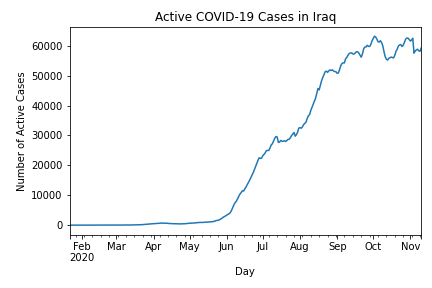 Active COVID-19 Cases in Iraq
Number of Active Cases
60000
50000
40000
30000
20000
10000
0
Feb Mar Apr May Jun Jul Aug Sep Oct Nov
2020
Day